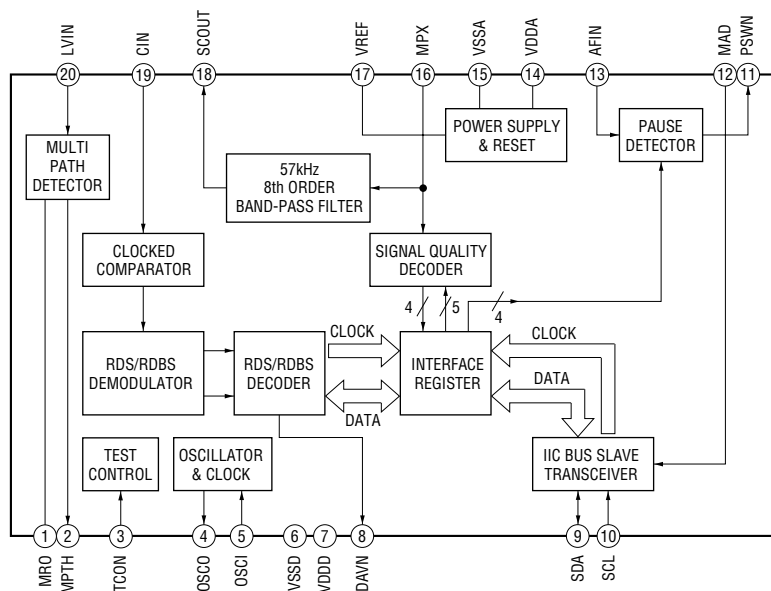 LVIN
CIN
SCOUT
VREF
MPX
VSSA
VDDA
AFIN
MAD
PSWN
20
19
18
17
16
15
14
13
12
11
MULTI
PATH
DETECTOR
57kHz
8th ORDER
BAND-PASS FILTER
POWER SUPPLY
& RESET
PAUSE
DETECTOR
CLOCKED
COMPARATOR
SIGNAL QUALITY
DECODER
4
5
4
RDS/RDBS
DEMODULATOR
RDS/RDBS
DECODER
CLOCK
DATA
INTERFACE
REGISTER
CLOCK
DATA
TEST
CONTROL
OSCILLATOR
& CLOCK
IIC BUS SLAVE
TRANSCEIVER
1
2
3
4
5
6
7
8
9
10
MRO
MPTH
TCON
OSCO
OSCI
VSSD
VDDD
DAVN
SDA
SCL